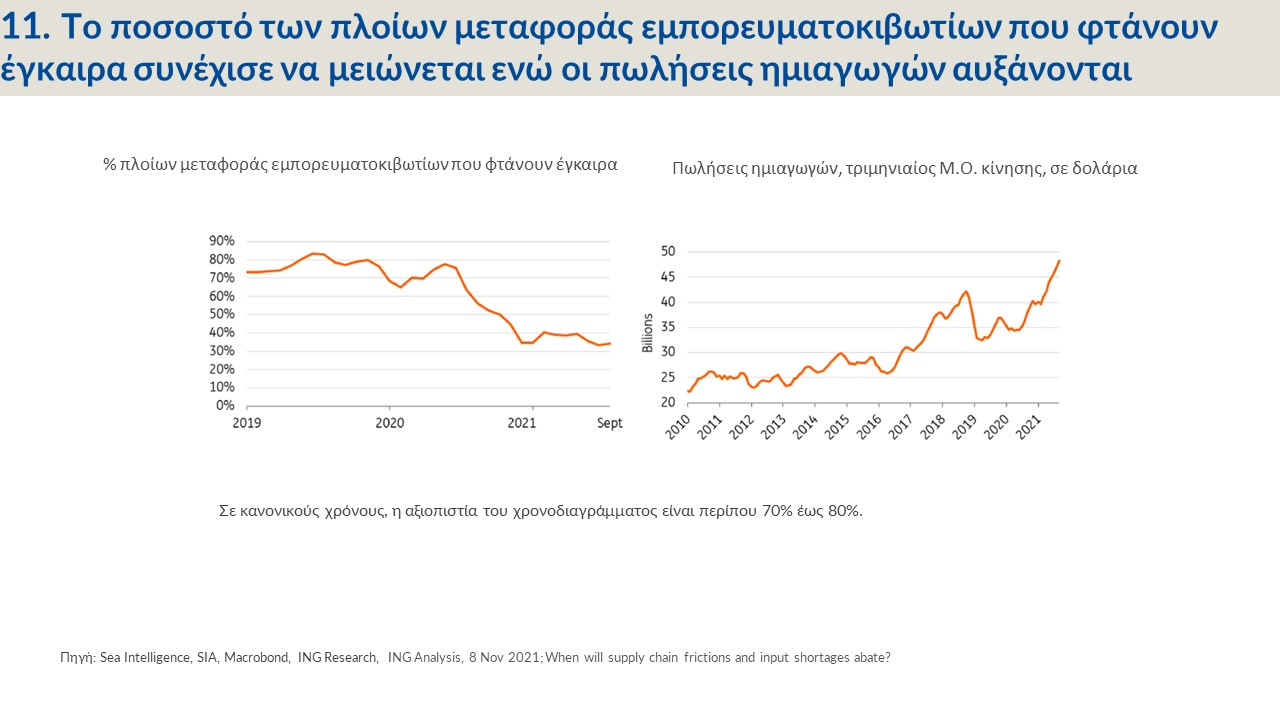 11. Το ποσοστό των πλοίων μεταφοράς εμπορευματοκιβωτίων που φτάνουν
έγκαιρα συνέχισε να μειώνεται ενώ οι πωλήσεις ημιαγωγών αυξάνονται
% πλοίων μεταφοράς εμπορευματοκιβωτίων που φτάνουν έγκαιρα
90%
80%
70%
60%
50%
40%
30%
20%
10%
0%
2019 2020 2021 Sept
Πωλήσεις ημιαγωγών, τριμηνιαίος Μ.Ο. κίνησης, σε δολάρια
Billions
50
45
40
35
30
25
20
2010 2011 2012 2013 2014 2015 2016 2017 2018 2019 2020 2021
Σε κανονικούς χρόνους, η αξιοπιστία του χρονοδιαγράμματος είναι περίπου 70% έως 80%.
Πηγή: Sea Intelligence, SIA, Macrobond, ING Research, ING Analysis, 8 Nov 2021; When will supply chain frictions and input shortages abate?